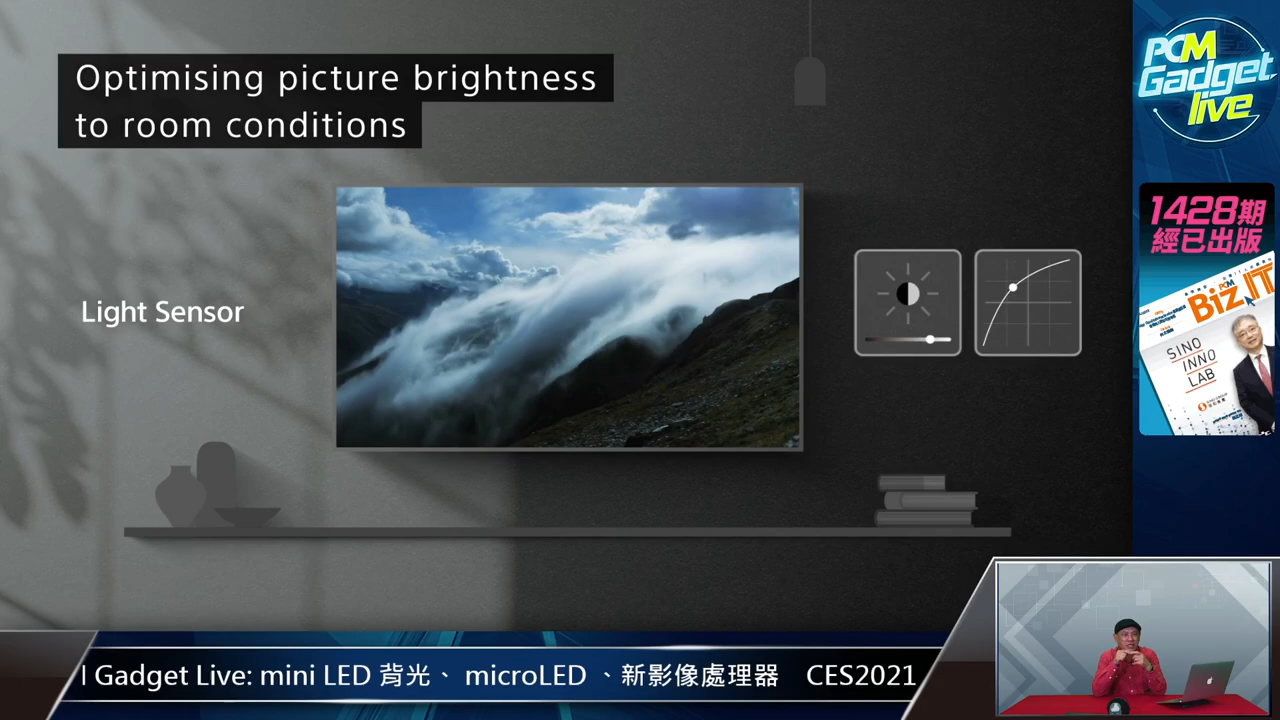 Optimising picture brightness
to room conditions
Light Sensor
PCM
Gadget
live
1428期
經已出版
PCM
Biz IT
SINO
INNO
LAB
l Gadget Live: mini LED 背光、 microLED 、新影像處理器 CES2021